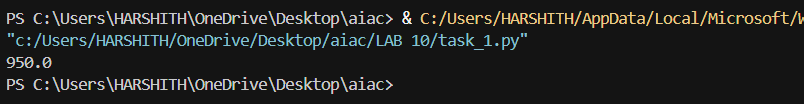 PS C:\Users\HARSHITH\OneDrive\Desktop\aiac> & C:/Users/HARSHITH/AppData/Local/Microsoft/
"c:/Users/HARSHITH/OneDrive/Desktop/aiac/LAB 10/task_1.py"
950.0
PS C:\Users\HARSHITH\OneDrive\Desktop\aiac>